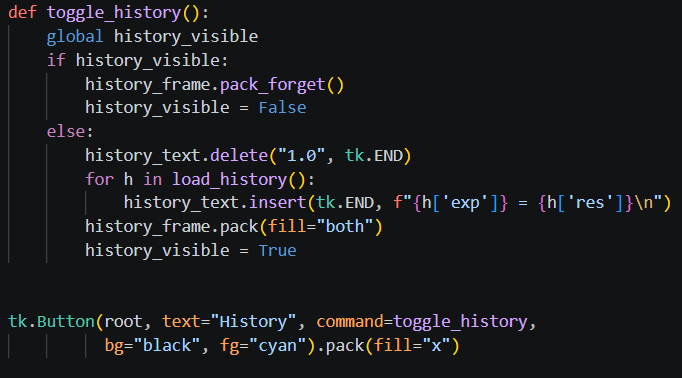 def toggle_history():
    global history_visible
    if history_visible:
        history_frame.pack_forget()
        history_visible = False
    else:
        history_text.delete("1.0", tk.END)
        for h in load_history():
            history_text.insert(tk.END, f"{h['exp']} = {h['res']}\n")
        history_frame.pack(fill="both")
        history_visible = True
tk.Button(root, text="History", command=toggle_history,
          bg="black", fg="cyan").pack(fill="x")